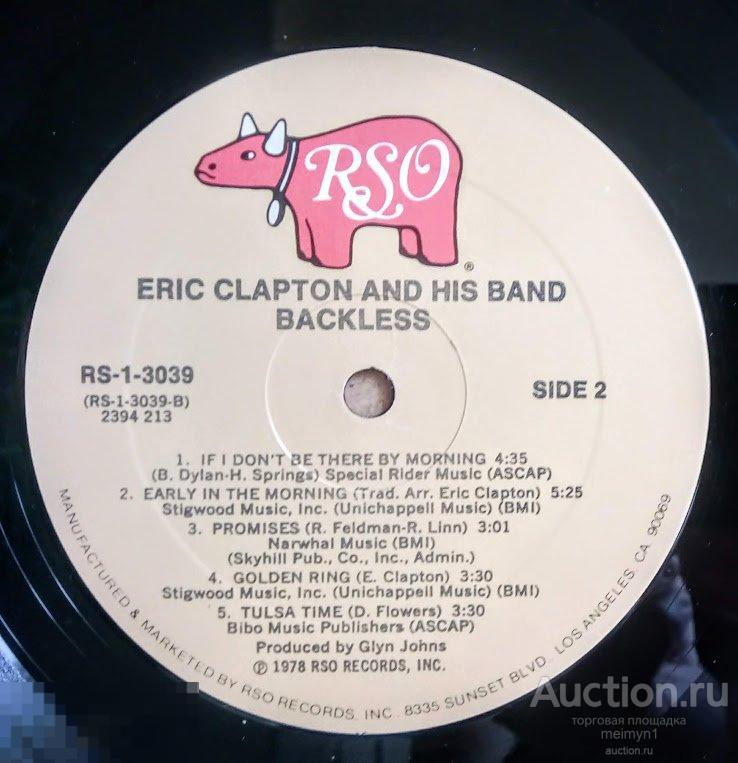 RSO
®
ERIC CLAPTON AND HIS BAND
BACKLESS
RS-1-3039
(RS-1-3039-B)
2394 213
SIDE 2
1. IF I DON'T BE THERE BY MORNING 4:35
(B. Dylan-H. Springs) Special Rider Music (ASCAP)
2. EARLY IN THE MORNING (Trad. Arr. Eric Clapton) 5:25
Stigwood Music, Inc. (Unichappell Music) (BMI)
3. PROMISES (R. Feldman-R. Linn) 3:01
Narwhal Music (BMI)
(Skyhill Pub., Co., Inc., Admin.)
4. GOLDEN RING (E. Clapton) 3:30
Stigwood Music, Inc. (Unichappell Music) (BMI)
5. TULSA TIME (D. Flowers) 3:30
Bibo Music Publishers (ASCAP)
Produced by Glyn Johns
℗ 1978 RSO RECORDS, INC.
MANUFACTURED & MARKETED BY RSO RECORDS, INC. 8335 SUNSET BLVD. LOS ANGELES, CA 90069
Auction.ru
торговая площадка
meimyn1
auction.ru